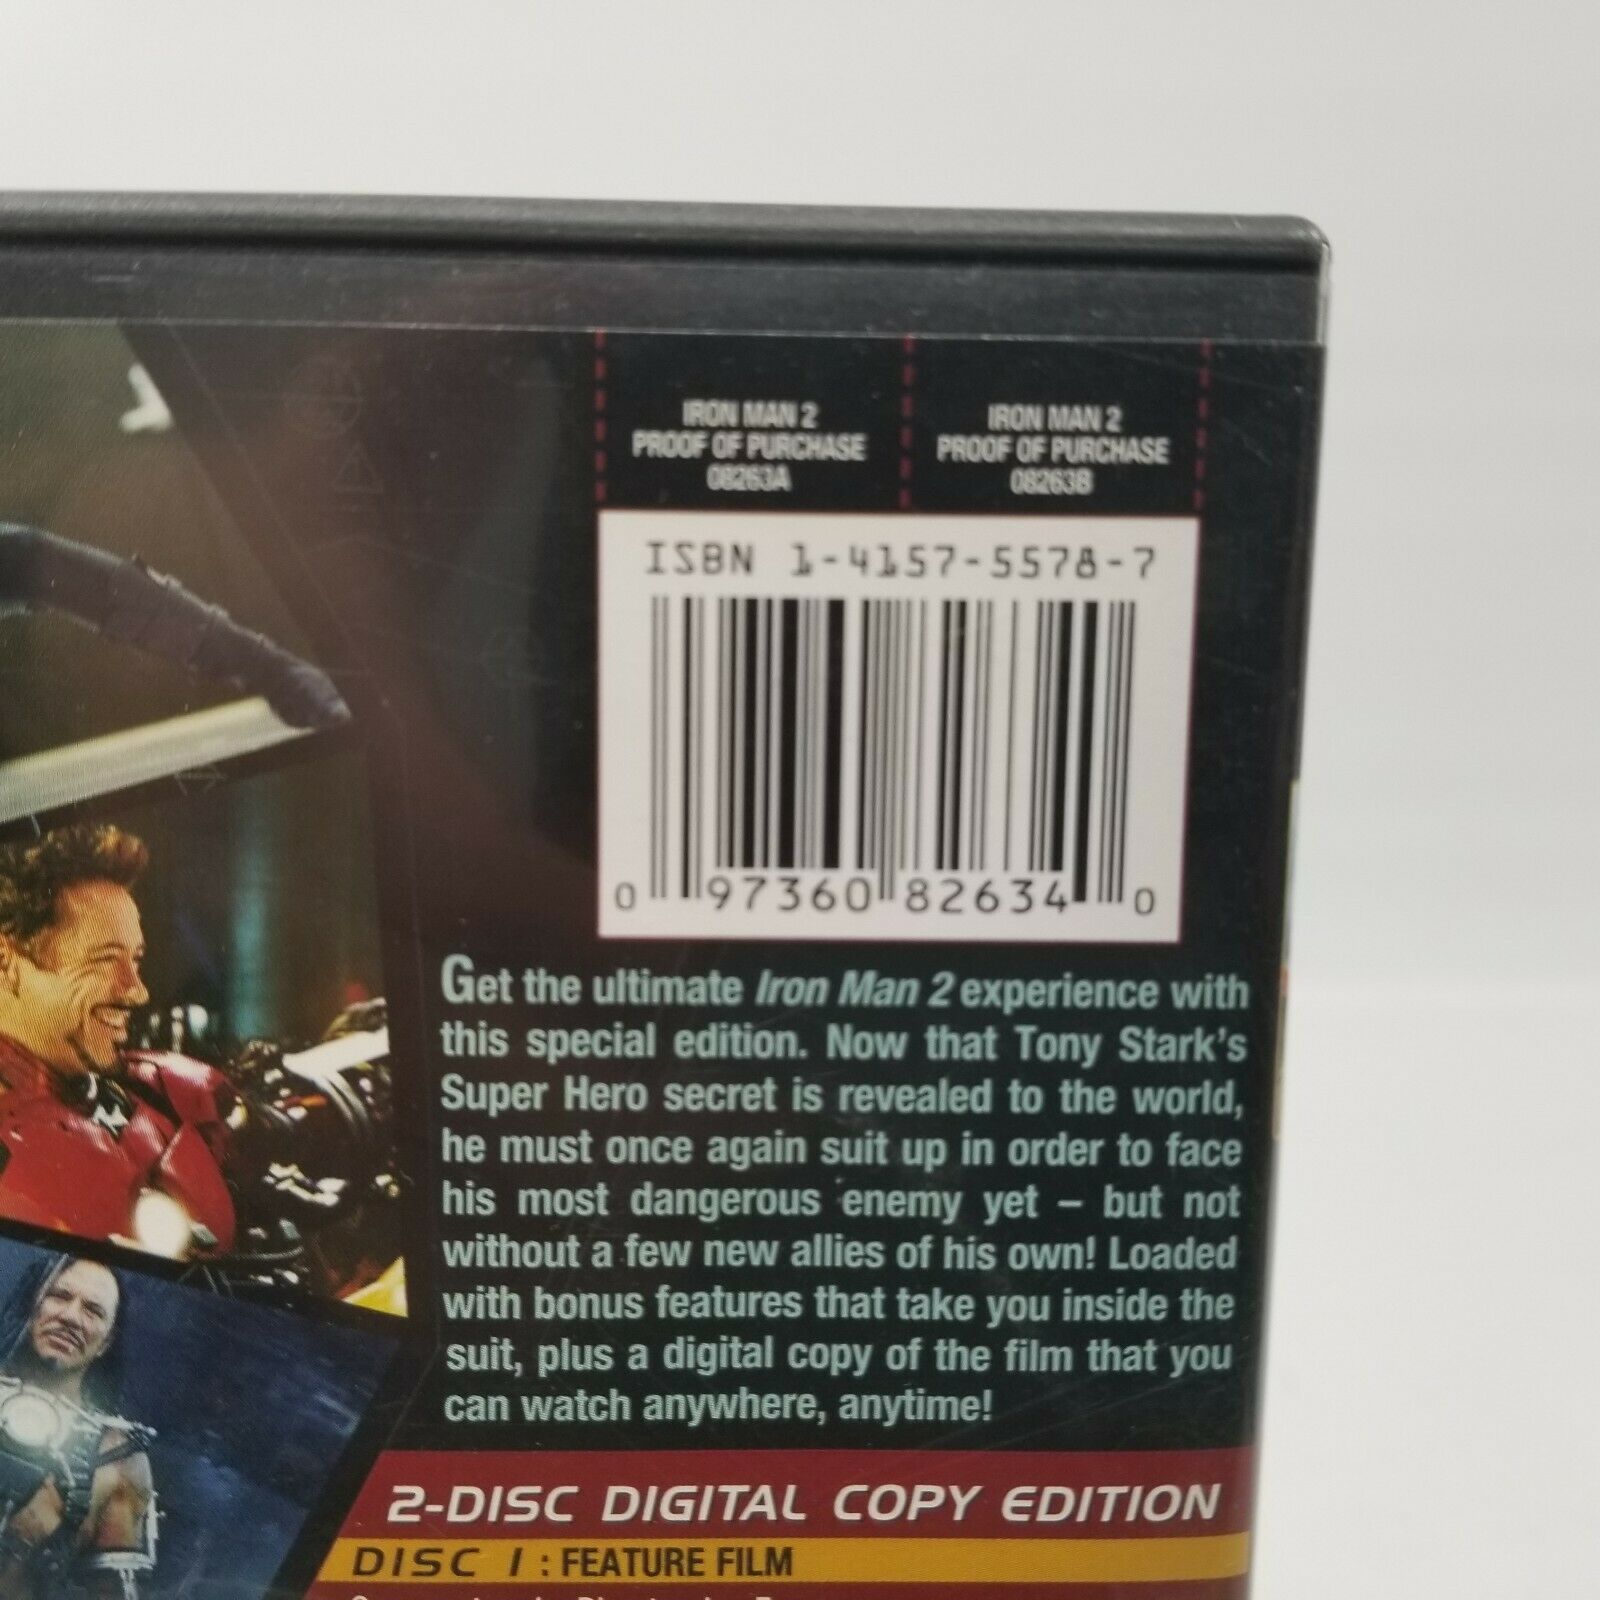 IRON MAN 2
PROOF OF PURCHASE
08263A
IRON MAN 2
PROOF OF PURCHASE
08263B
ISBN 1-4157-5578-7
0 97360 82634 0
Get the ultimate Iron Man 2 experience with
this special edition. Now that Tony Stark's
Super Hero secret is revealed to the world,
he must once again suit up in order to face
his most dangerous enemy yet – but not
without a few new allies of his own! Loaded
with bonus features that take you inside the
suit, plus a digital copy of the film that you
can watch anywhere, anytime!
2-DISC DIGITAL COPY EDITION
DISC 1 : FEATURE FILM